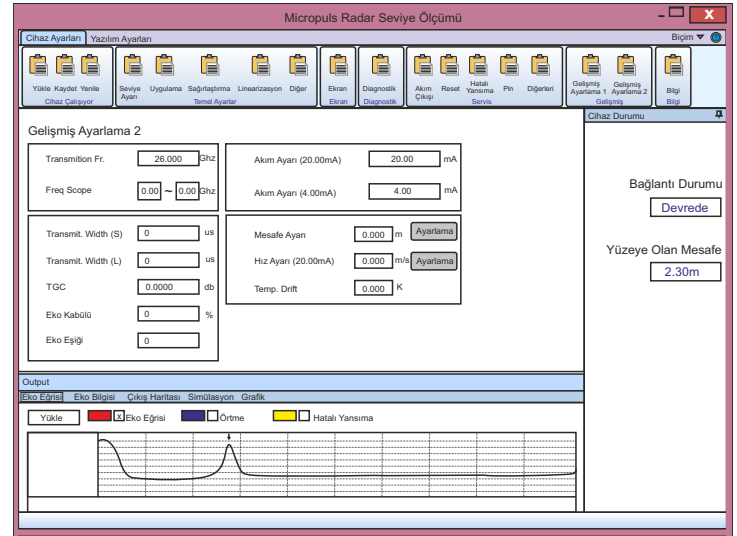 Micropuls Radar Seviye Ölçümü
X
Cihaz Ayarları Yazılım Ayarları Biçim
Yükle Kaydet Yenile
Cihaz Çalışıyor
Seviye Ayarı Uygulama Sağırlaştırma Linearizasyon Diğer
Temel Ayarlar
Ekran
Ekran
Diagnostik
Diagnostik
Akım Çıkışı Reset Hatalı Yansıma Pin Diğerleri
Servis
Gelişmiş Ayarlama 1 Gelişmiş Ayarlama 2
Gelişmiş
Bilgi
Bilgi
Cihaz Durumu
Gelişmiş Ayarlama 2
Transmition Fr. 26.000 Ghz
Freq Scope 0.00 ~ 0.00 Ghz
Akım Ayarı (20.00mA) 20.00 mA
Akım Ayarı (4.00mA) 4.00 mA
Transmit. Width (S) 0 us
Transmit. Width (L) 0 us
TGC 0.0000 db
Eko Kabülü 0 %
Eko Eşiği 0
Mesafe Ayarı 0.000 m Ayarlama
Hız Ayarı (20.00mA) 0.000 m/s Ayarlama
Temp. Drift 0.000 K
Bağlantı Durumu
Devrede
Yüzeye Olan Mesafe
2.30m
Output
Eko Eğrisi Eko Bilgisi Çıkış Haritası Simülasyon Grafik
Yükle X Eko Eğrisi Örtme Hatalı Yansıma